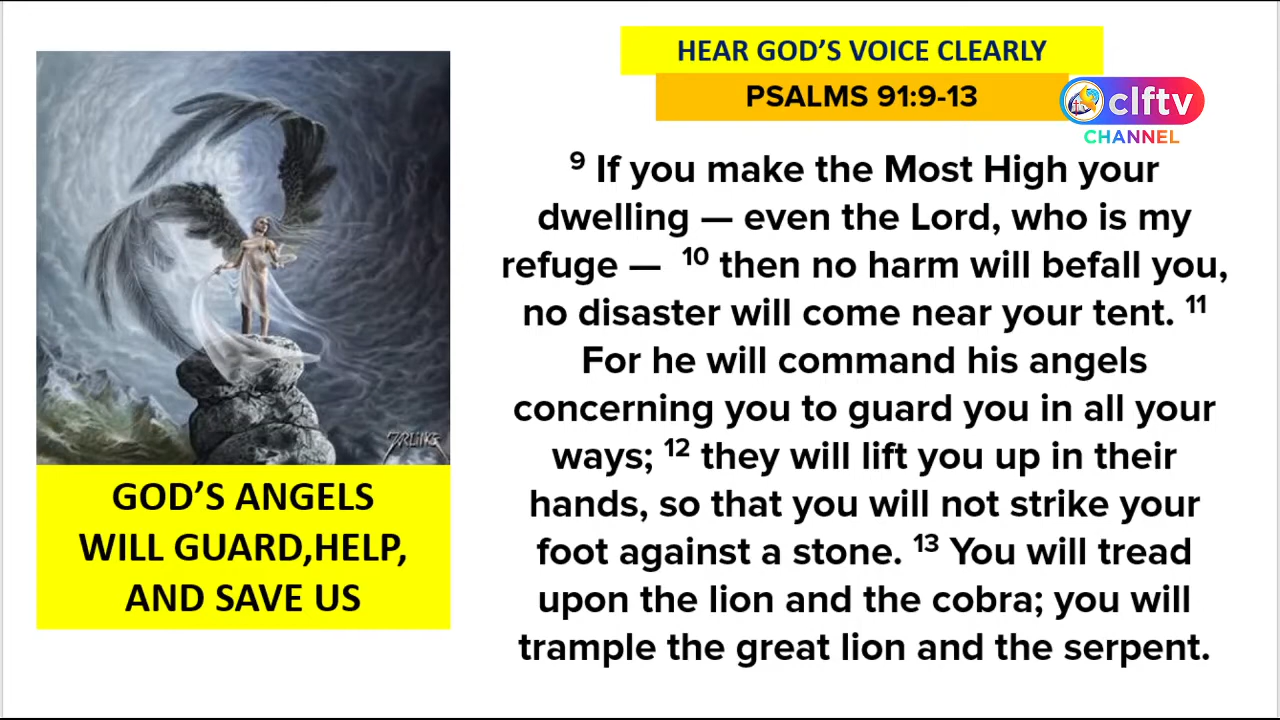 HEAR GOD'S VOICE CLEARLY
PSALMS 91:9-13
clftv
CHANNEL
⁹ If you make the Most High your
dwelling — even the Lord, who is my
refuge — ¹⁰ then no harm will befall you,
no disaster will come near your tent. ¹¹
For he will command his angels
concerning you to guard you in all your
ways; ¹² they will lift you up in their
hands, so that you will not strike your
foot against a stone. ¹³ You will tread
upon the lion and the cobra; you will
trample the great lion and the serpent.
GOD'S ANGELS
WILL GUARD,HELP,
AND SAVE US